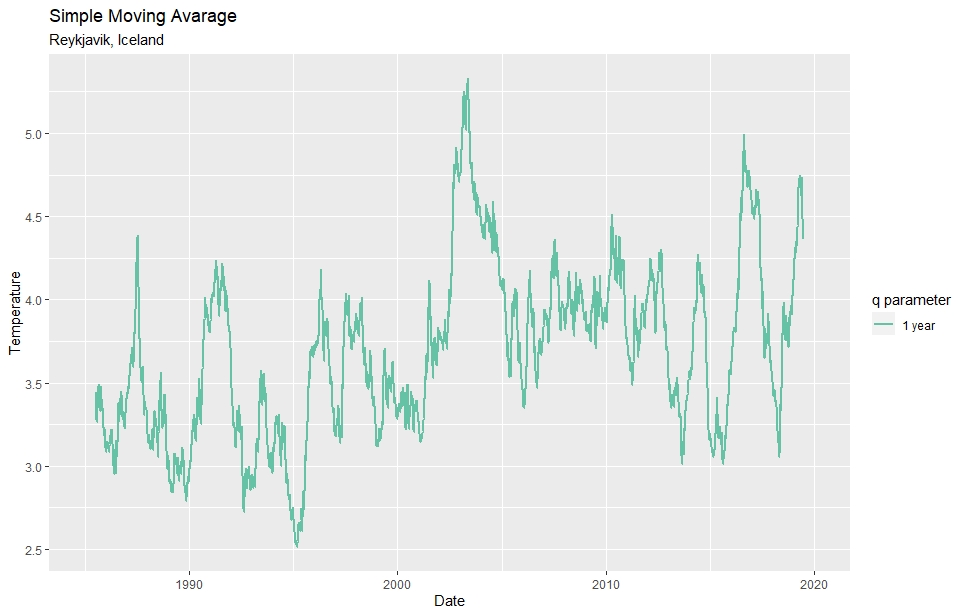 Simple Moving Avarage
Reykjavik, Iceland
5.0
4.5
4.0
3.5
3.0
2.5
Temperature
1990
2000
2010
2020
Date
q parameter
1 year